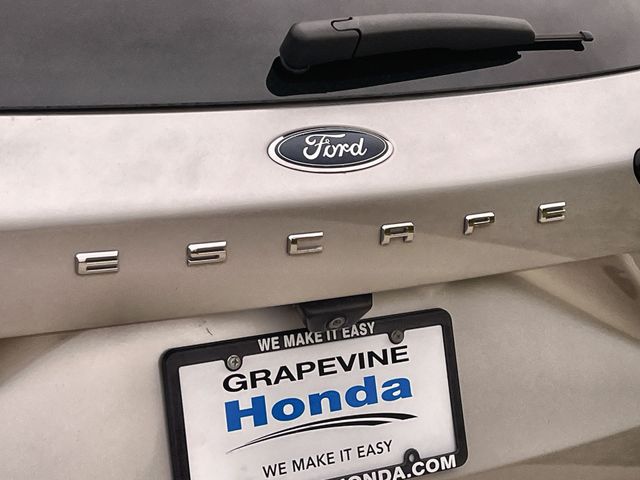 Ford
ESCAPE
WE MAKE IT EASY
GRAPEVINE
Honda
WE MAKE IT EASY
HONDA.COM